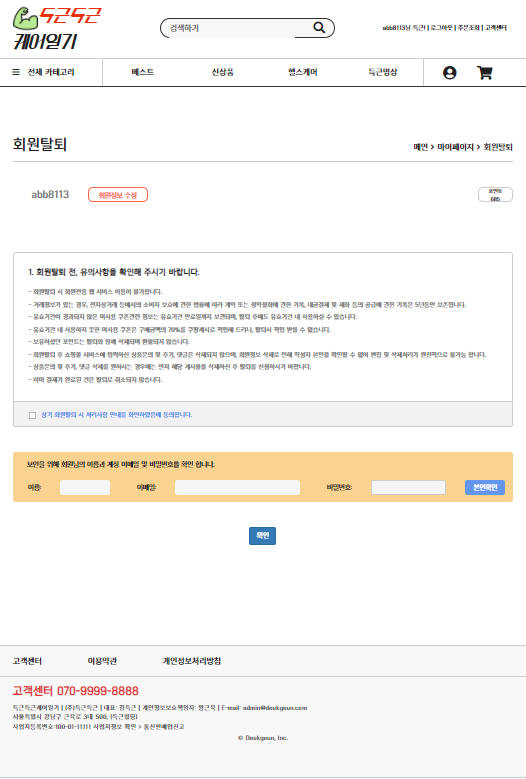 득근득근
케어일기
검색하기
abb8113님 득근! | 로그아웃 | 주문조회 | 고객센터
전체 카테고리
베스트
신상품
헬스케어
득근영상
회원탈퇴
메인 > 마이페이지 > 회원탈퇴
abb8113
회원정보 수정
포인트
685
1. 회원탈퇴 전, 유의사항을 확인해 주시기 바랍니다.
- 회원탈퇴 시 회원전용 웹 서비스 이용이 불가합니다.
- 거래정보가 있는 경우, 전자상거래 등에서의 소비자 보호에 관한 법률에 따라 계약 또는 청약철회에 관한 기록, 대금결제 및 재화 등의 공급에 관한 기록은 5년동안 보존됩니다.
- 유효기간이 경과되지 않은 미사용 쿠폰관련 정보는 유효기간 만료일까지 보관되며, 탈퇴 후에도 유효기간 내 사용하실 수 있습니다.
- 유효기간 내 사용하지 못한 미사용 쿠폰은 구매금액의 70%를 구향계시로 적립해 드리니, 탈퇴시 적립 받을 수 없습니다.
- 보유하셨던 포인트는 탈퇴와 함께 삭제되며 환불되지 않습니다.
- 회원탈퇴 후 쇼핑몰 서비스에 입력하신 상품문의 및 후기, 댓글은 삭제되지 않으며, 회원정보 삭제로 인해 작성자 본인을 확인할 수 없어 편집 및 삭제처리가 원천적으로 불가능 합니다.
- 상품문의 및 후기, 댓글 삭제를 원하시는 경우에는 먼저 해당 게시물을 삭제하신 후 탈퇴를 신청하시기 바랍니다.
- 이미 결제가 완료된 건은 탈퇴로 취소되지 않습니다.
상기 회원탈퇴 시 처리사항 안내를 확인하였음에 동의합니다.
보안을 위해 회원님의 이름과 계정 이메일 및 비밀번호를 확인 합니다.
이름:
이메일:
비밀번호:
본인확인
확인
고객센터
이용약관
개인정보처리방침
고객센터 070-9999-8888
득근득근케어일기 | (주)득근득근 | 대표: 김득근 | 개인정보보호책임자: 왕근육 | E-mail: admin@deukgeun.com
서울특별시 강남구 근육로 3대 500, (득근빌딩)
사업자등록번호:100-01-11111 사업자정보 확인 > 통신판매업신고
© Deukgeun, Inc.